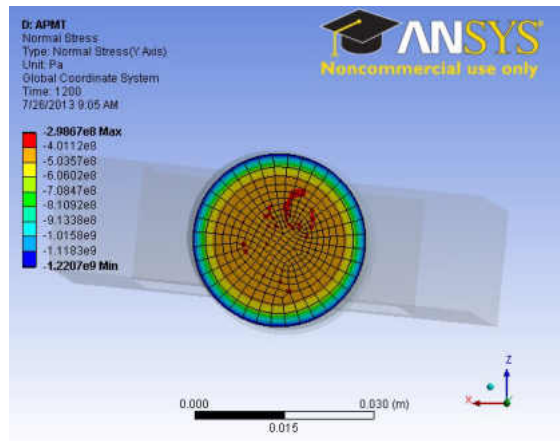 D: APMT
Normal Stress
Type: Normal Stress(Y Axis)
Unit: Pa
Global Coordinate System
Time: 1200
7/26/2013 9:05 AM
ANSYS
Noncommercial use only
-2.9867e8 Max
-4.0112e8
-5.0357e8
-6.0602e8
-7.0847e8
-8.1092e8
-9.1338e8
-1.0158e9
-1.1183e9
-1.2207e9 Min
Z
X
0.000
0.030 (m)
0.015